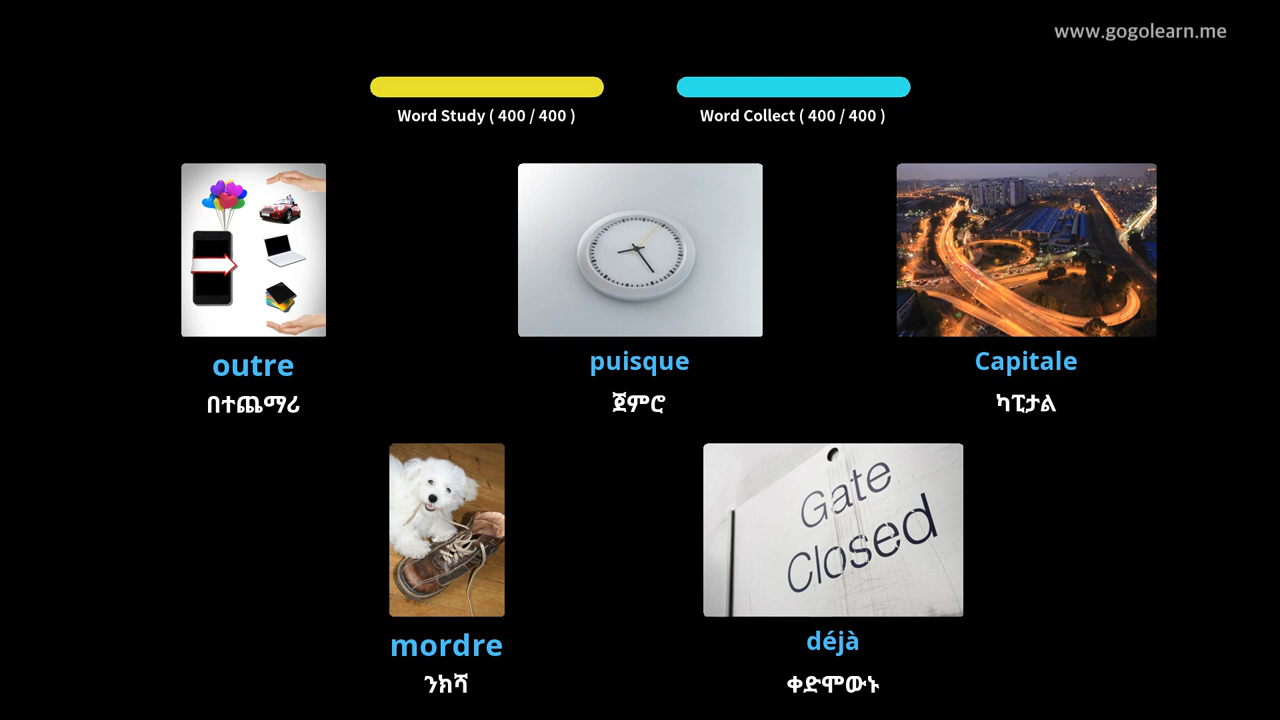 www.gogolearn.me
Word Study ( 400 / 400 )
Word Collect ( 400 / 400 )
outre
በተጨማሪ
puisque
ጀምሮ
Capitale
ካፒታል
Gate
Closed
mordre
ንክሻ
déjà
ቀድሞውኑ